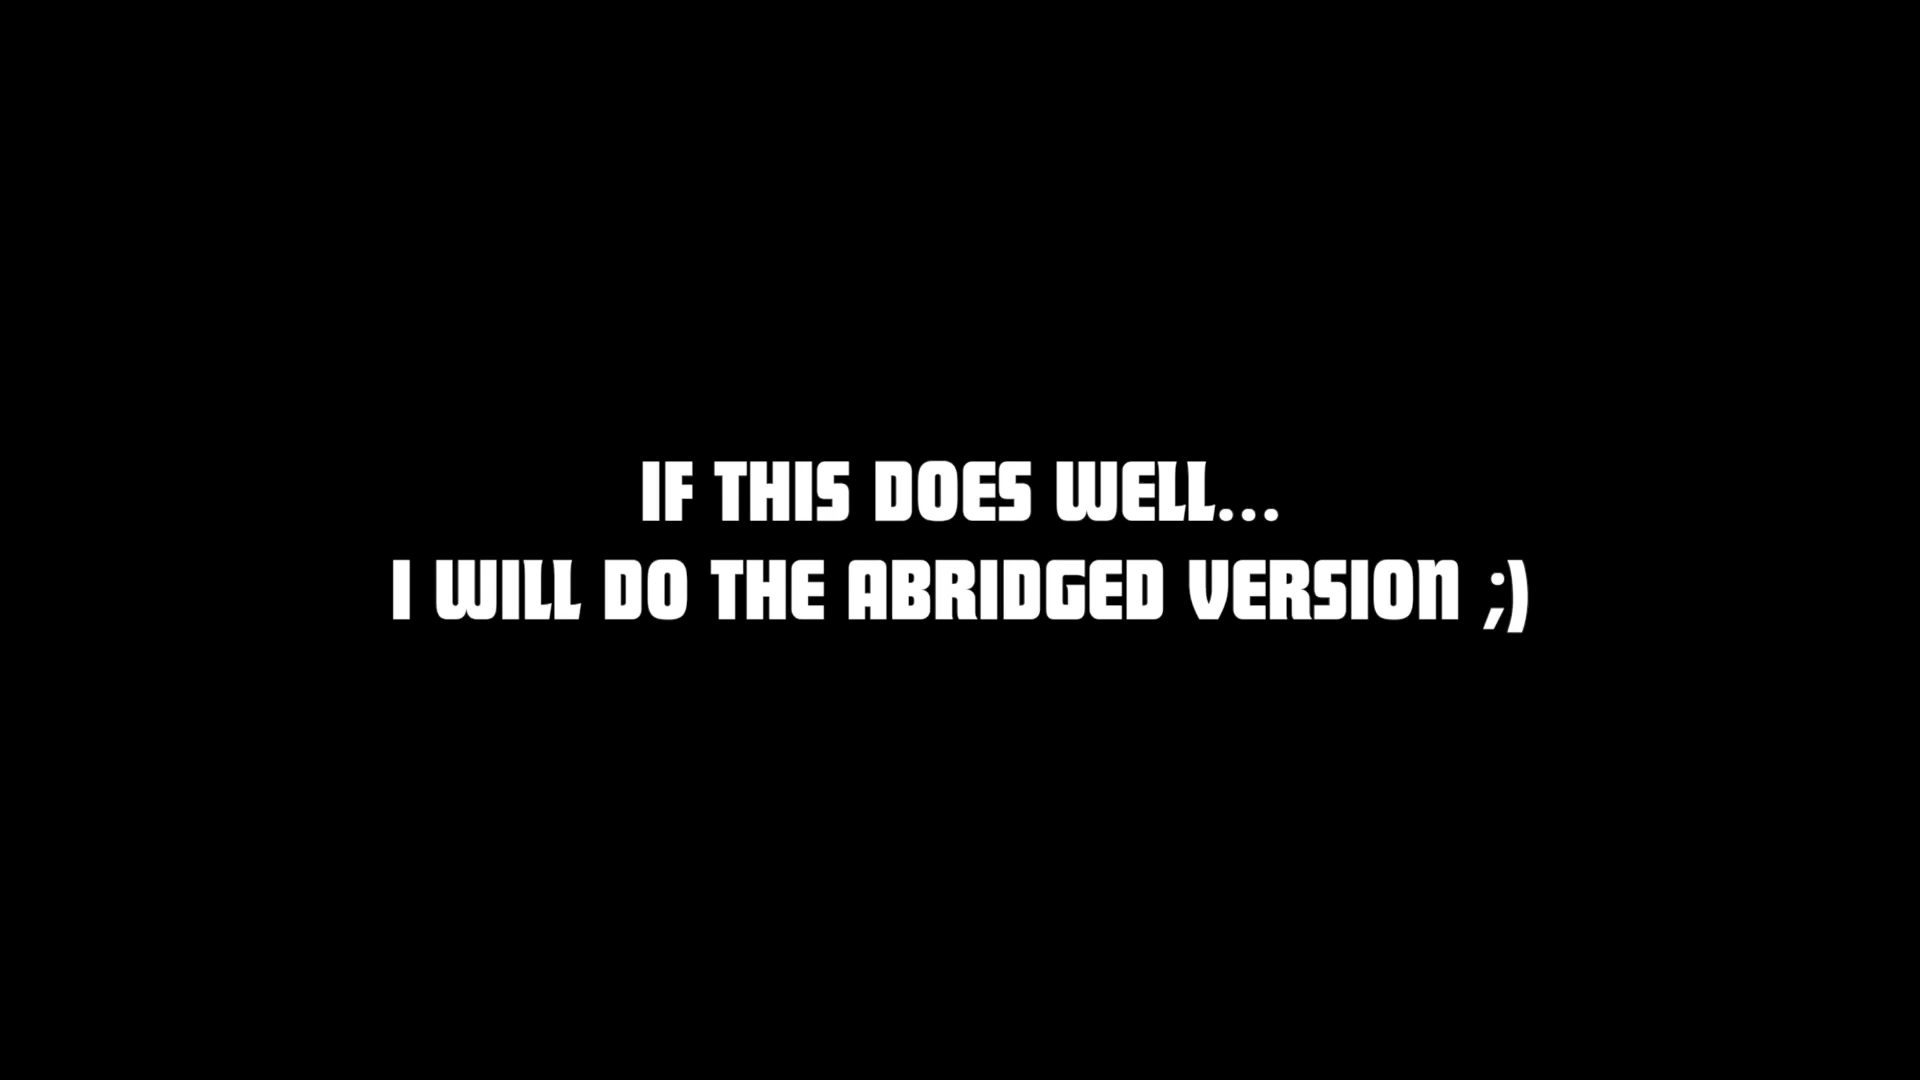 IF THIS DOES WELL...
I WILL DO THE ABRIDGED VERSION ;)